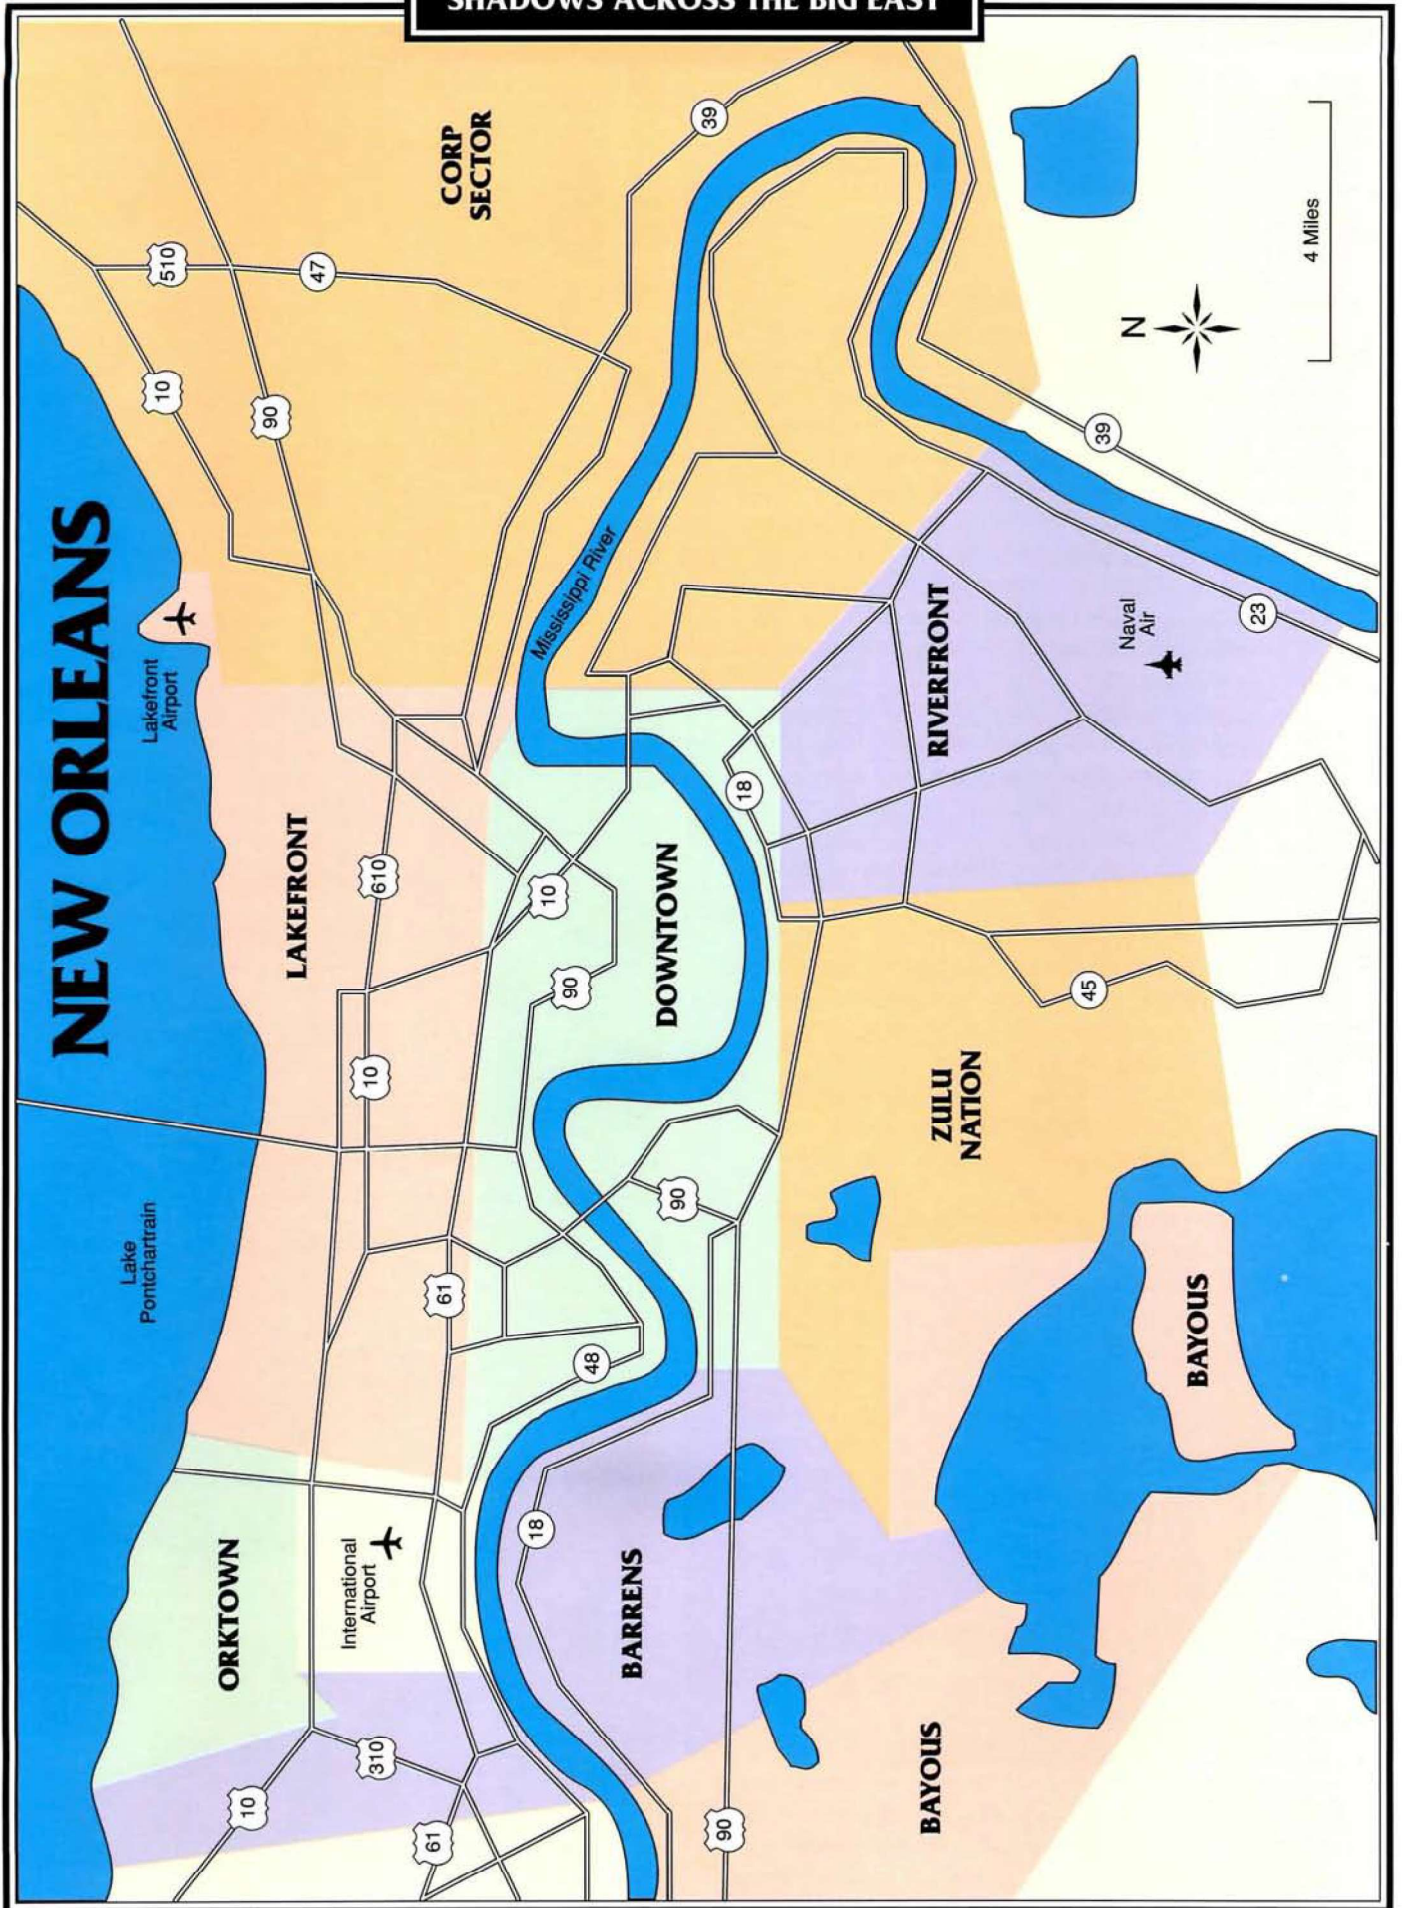 SHADOWS ACROSS THE BIG EAST
NEW ORLEANS
Lake
Pontchartrain
Lakefront
Airport
ORKTOWN
LAKEFRONT
CORP
SECTOR
International
Airport
Mississippi River
DOWNTOWN
BARRENS
RIVERFRONT
ZULU
NATION
Naval
Air
BAYOUS
BAYOUS
N
4 Miles
10
310
61
61
10
610
10
90
90
10
510
47
39
48
18
90
90
18
45
23
39